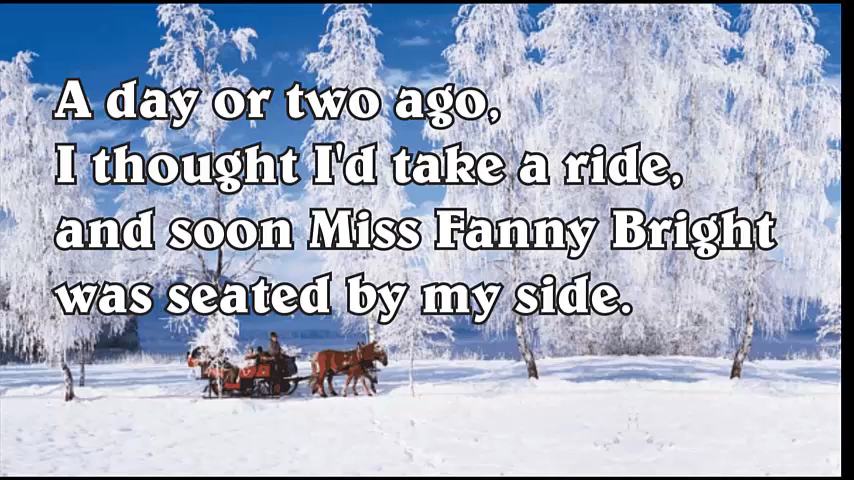 A day or two ago,
I thought I'd take a ride,
and soon Miss Fanny Bright
was seated by my side.